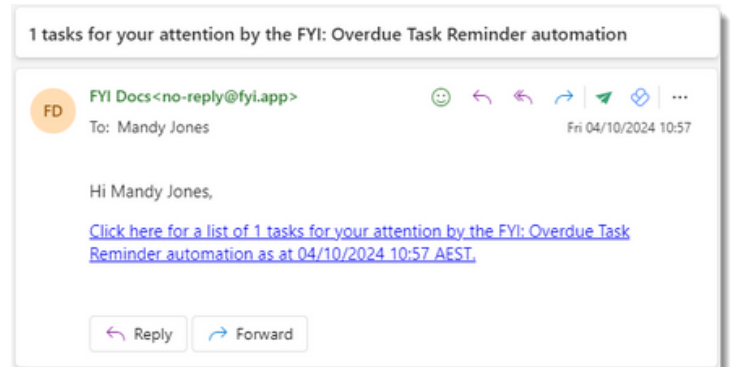 1 tasks for your attention by the FYI: Overdue Task Reminder automation
FD
FYI Docs<no-reply@fyi.app>
To: Mandy Jones
Fri 04/10/2024 10:57
Hi Mandy Jones,
Click here for a list of 1 tasks for your attention by the FYI: Overdue Task
Reminder automation as at 04/10/2024 10:57 AEST.
Reply
Forward